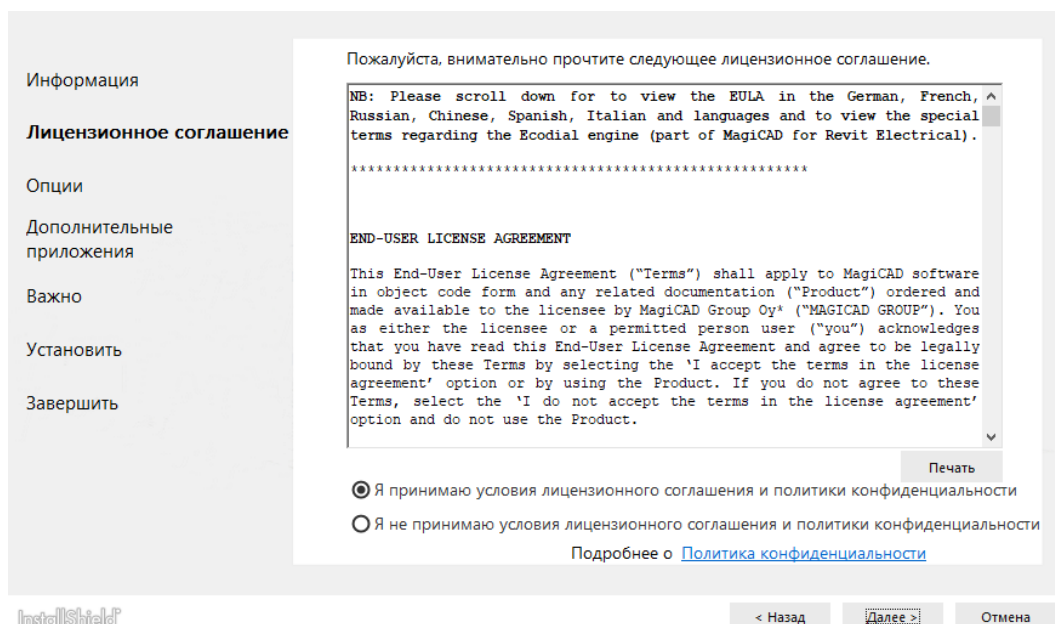 Пожалуйста, внимательно прочтите следующее лицензионное соглашение.
Информация
Лицензионное соглашение
Опции
Дополнительные
приложения
Важно
Установить
Завершить
NB: Please scroll down for to view the EULA in the German, French,
Russian, Chinese, Spanish, Italian and languages and to view the special
terms regarding the Ecodial engine (part of MagiCAD for Revit Electrical).
******************************************************
END-USER LICENSE AGREEMENT
This End-User License Agreement (“Terms”) shall apply to MagiCAD software
in object code form and any related documentation (“Product”) ordered and
made available to the licensee by MagiCAD Group Oy* (“MAGICAD GROUP”). You
as either the licensee or a permitted person user (“you”) acknowledges
that you have read this End-User License Agreement and agree to be legally
bound by these Terms by selecting the ‘I accept the terms in the license
agreement’ option or by using the Product. If you do not agree to these
Terms, select the ‘I do not accept the terms in the license agreement’
option and do not use the Product.
Печать
Я принимаю условия лицензионного соглашения и политики конфиденциальности
Я не принимаю условия лицензионного соглашения и политики конфиденциальности
Подробнее о Политика конфиденциальности
InstallShield
< Назад
Далее >
Отмена